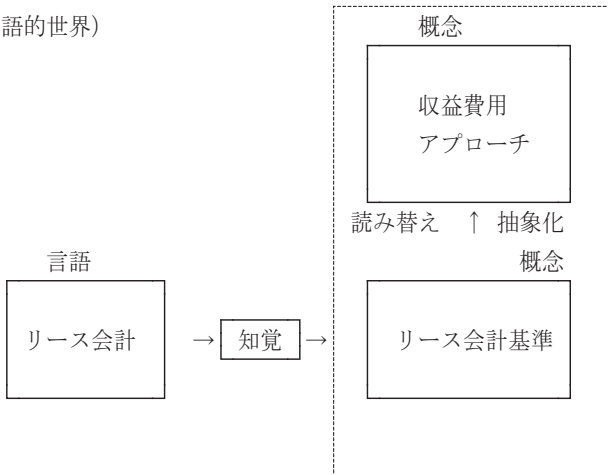 語的世界)
概念
収益費用
アプローチ
読み替え ↑ 抽象化
言語
概念
リース会計
→
知覚
→
リース会計基準